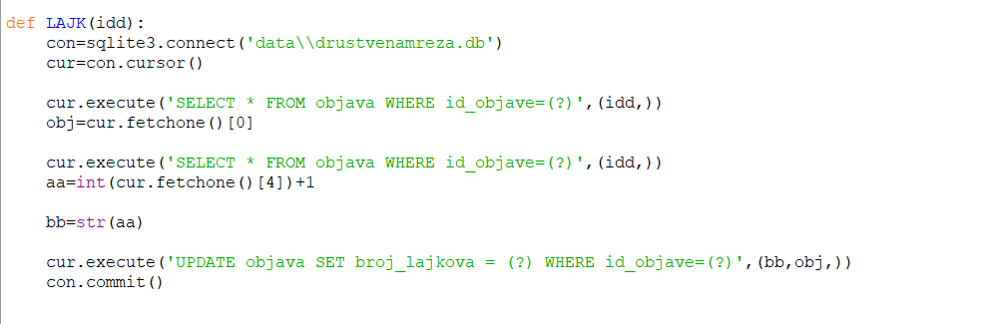 def LAJK(idd):
    con=sqlite3.connect('data\\drustvenamreza.db')
    cur=con.cursor()

    cur.execute('SELECT * FROM objava WHERE id_objave=(?)',(idd,))
    obj=cur.fetchone()[0]

    cur.execute('SELECT * FROM objava WHERE id_objave=(?)',(idd,))
    aa=int(cur.fetchone()[4])+1

    bb=str(aa)

    cur.execute('UPDATE objava SET broj_lajkova = (?) WHERE id_objave=(?)',(bb,obj,))
    con.commit()